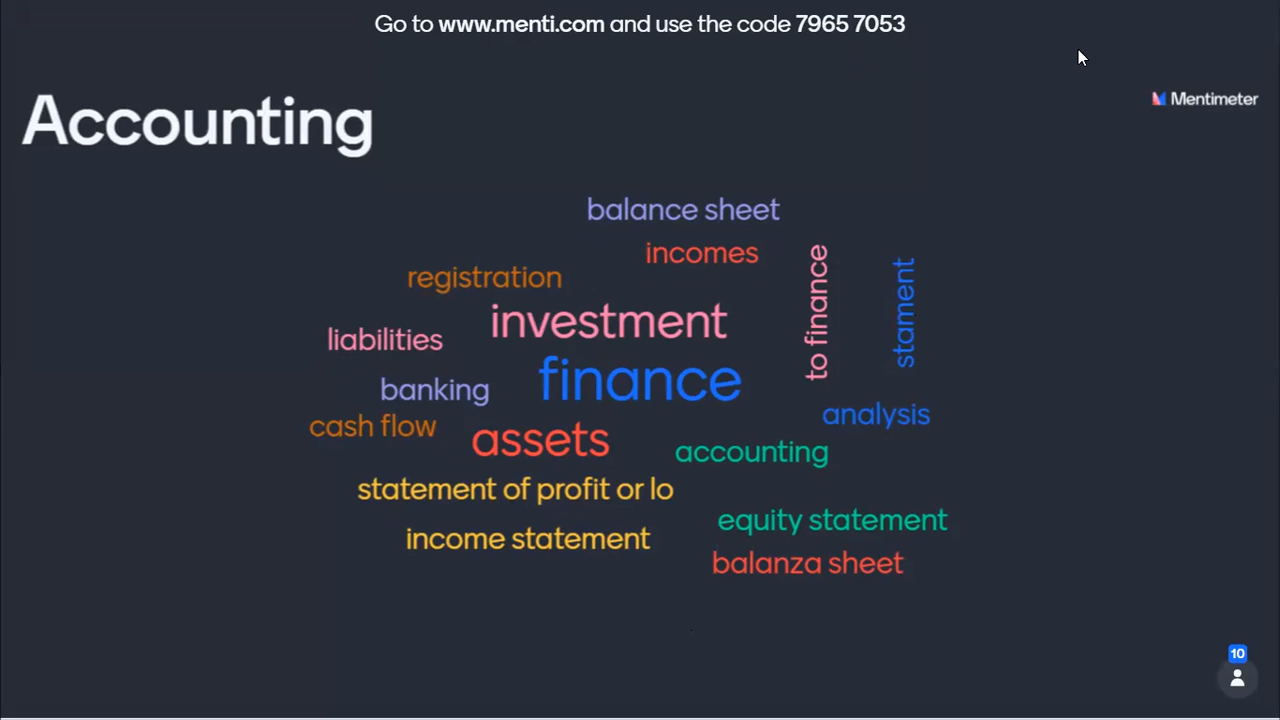 Go to www.menti.com and use the code 7965 7053
Mentimeter
Accounting
balance sheet
incomes
registration
to finance
stament
investment
liabilities
finance
banking
analysis
cash flow
assets
accounting
statement of profit or lo
equity statement
income statement
balanza sheet
10